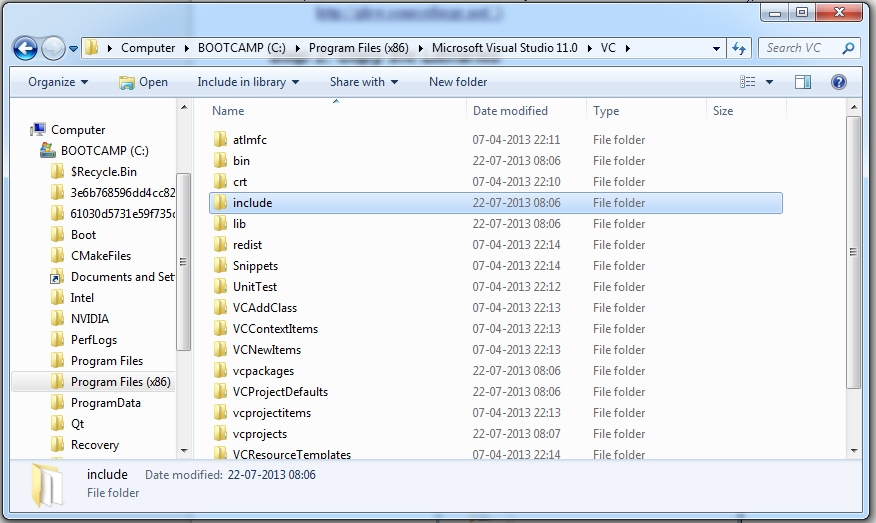 Computer BOOTCAMP (C:) Program Files (x86) Microsoft Visual Studio 11.0 VC Search VC
Organize Open Include in library Share with New folder
Name Date modified Type Size
Computer
BOOTCAMP (C:)
$Recycle.Bin
3e6b768596dd4cc82
61030d5731e59f735c
Boot
CMakeFiles
Documents and Set
Intel
NVIDIA
PerfLogs
Program Files
Program Files (x86)
ProgramData
Qt
Recovery
atlmfc 07-04-2013 22:11 File folder
bin 22-07-2013 08:06 File folder
crt 07-04-2013 22:10 File folder
include 22-07-2013 08:06 File folder
lib 22-07-2013 08:06 File folder
redist 07-04-2013 22:14 File folder
Snippets 07-04-2013 22:14 File folder
UnitTest 07-04-2013 22:12 File folder
VCAddClass 07-04-2013 22:13 File folder
VCContextItems 07-04-2013 22:13 File folder
VCNewItems 07-04-2013 22:13 File folder
vcpackages 22-07-2013 08:06 File folder
VCProjectDefaults 22-07-2013 08:06 File folder
vcprojectitems 07-04-2013 22:13 File folder
vcprojects 22-07-2013 08:07 File folder
VCResourceTemplates 07-04-2013 22:14 File folder
include Date modified: 22-07-2013 08:06
File folder